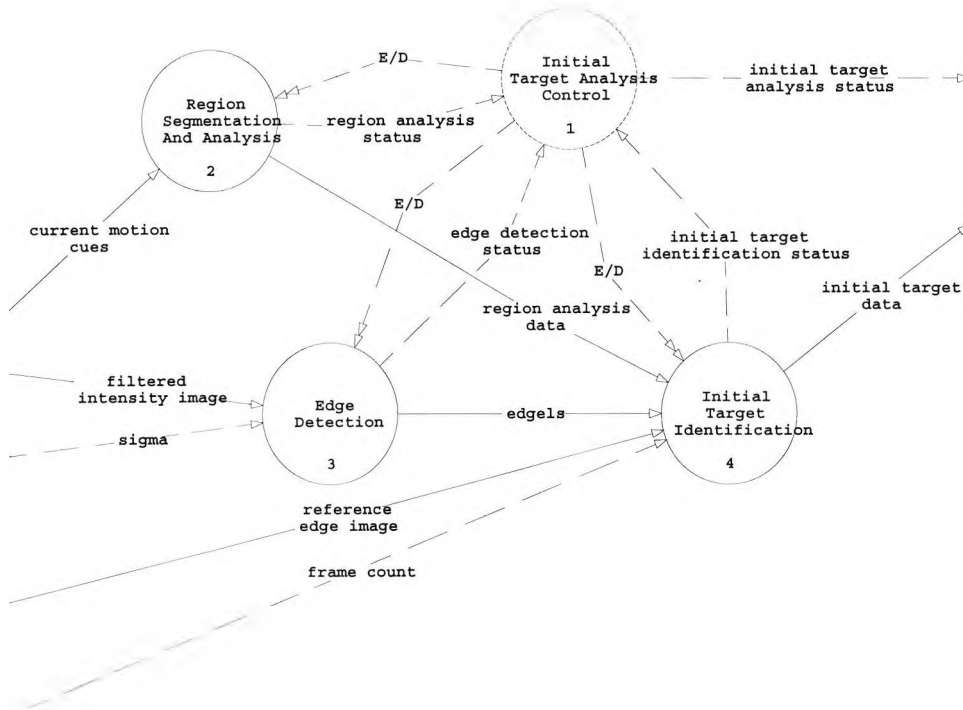 E/D
Initial
Target Analysis
Control
1
initial target
analysis status
Region
Segmentation
And Analysis
2
region analysis
status
E/D
current motion
cues
edge detection
status
E/D
initial target
identification status
initial target
data
region analysis
data
filtered
intensity image
sigma
Edge
Detection
3
edgels
Initial
Target
Identification
4
reference
edge image
frame count